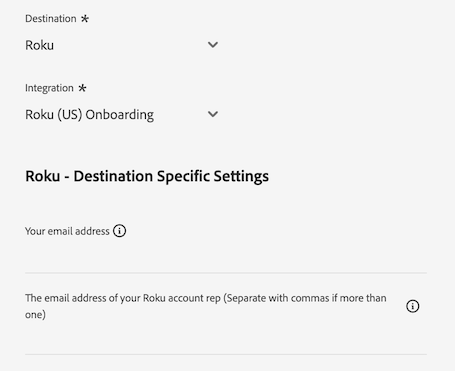 Destination *
Roku
Integration *
Roku (US) Onboarding
Roku - Destination Specific Settings
Your email address
The email address of your Roku account rep (Separate with commas if more than
one)